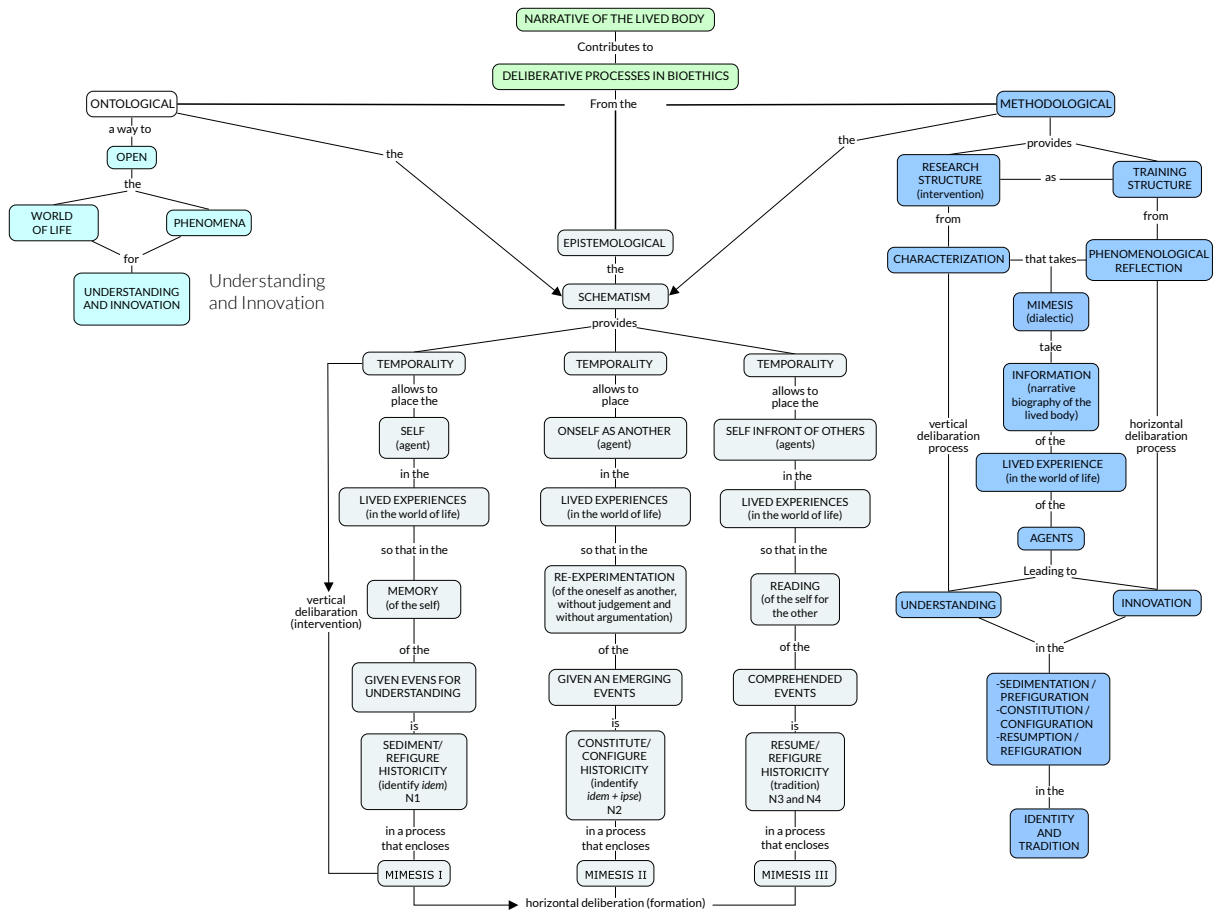 NARRATIVE OF THE LIVED BODY
Contributes to
DELIBERATIVE PROCESSES IN BIOETHICS
From the
ONTOLOGICAL
a way to
OPEN
the
WORLD
OF LIFE
PHENOMENA
for
UNDERSTANDING
AND INNOVATION
Understanding
and Innovation
the
the
EPISTEMOLOGICAL
the
SCHEMATISM
provides
TEMPORALITY
allows to
place the
SELF
(agent)
in the
LIVED EXPERIENCES
(in the world of life)
so that in the
MEMORY
(of the self)
of the
GIVEN EVENS FOR
UNDERSTANDING
is
SEDIMENT/
REFIGURE
HISTORICITY
(identify idem)
N1
in a process
that encloses
MIMESIS I
vertical
delibaration
(intervention)
TEMPORALITY
allows to
place
ONSELF AS ANOTHER
(agent)
in the
LIVED EXPERIENCES
(in the world of life)
so that in the
RE-EXPERIMENTATION
(of the oneself as another,
without judgement and
without argumentation)
of the
GIVEN AN EMERGING
EVENTS
is
CONSTITUTE/
CONFIGURE
HISTORICITY
(indentify
idem + ipse)
N2
in a process
that encloses
MIMESIS II
TEMPORALITY
allows to
place the
SELF INFRONT OF OTHERS
(agents)
in the
LIVED EXPERIENCES
(in the world of life)
so that in the
READING
(of the self for
the other
of the
COMPREHENDED
EVENTS
is
RESUME/
REFIGURE
HISTORICITY
(tradition)
N3 and N4
in a process
that encloses
MIMESIS III
horizontal deliberation (formation)
METHODOLOGICAL
provides
RESEARCH
STRUCTURE
(intervention)
as
TRAINING
STRUCTURE
from
from
CHARACTERIZATION
that takes
PHENOMENOLOGICAL
REFLECTION
MIMESIS
(dialectic)
take
INFORMATION
(narrative
biography of the
lived body)
vertical
delibaration
process
horizontal
delibaration
process
of the
LIVED EXPERIENCE
(in the world of life)
of the
AGENTS
Leading to
UNDERSTANDING
INNOVATION
in the
-SEDIMENTATION /
PREFIGURATION
-CONSTITUTION /
CONFIGURATION
-RESUMPTION /
REFIGURATION
in the
IDENTITY
AND
TRADITION